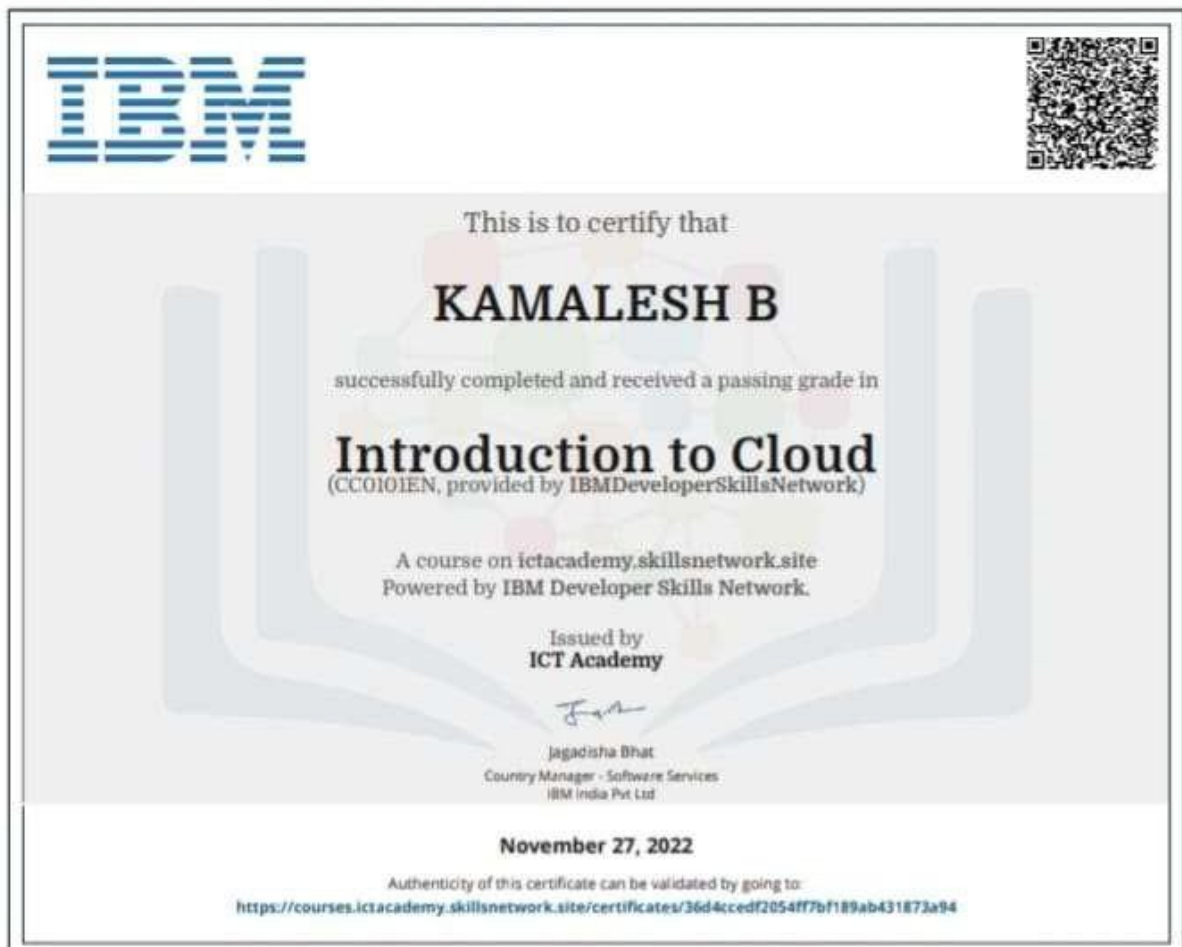 IBM
This is to certify that
KAMALESH B
successfully completed and received a passing grade in
Introduction to Cloud
(CC0101EN, provided by IBMDeveloperSkillsNetwork)
A course on ictacademy.skillsnetwork.site
Powered by IBM Developer Skills Network.
Issued by
ICT Academy
Jagadisha Bhat
Country Manager - Software Services
IBM India Pvt Ltd
November 27, 2022
Authenticity of this certificate can be validated by going to:
https://courses.ictacademy.skillsnetwork.site/certificates/36d4ccedf2054ff7bf189ab431873a94